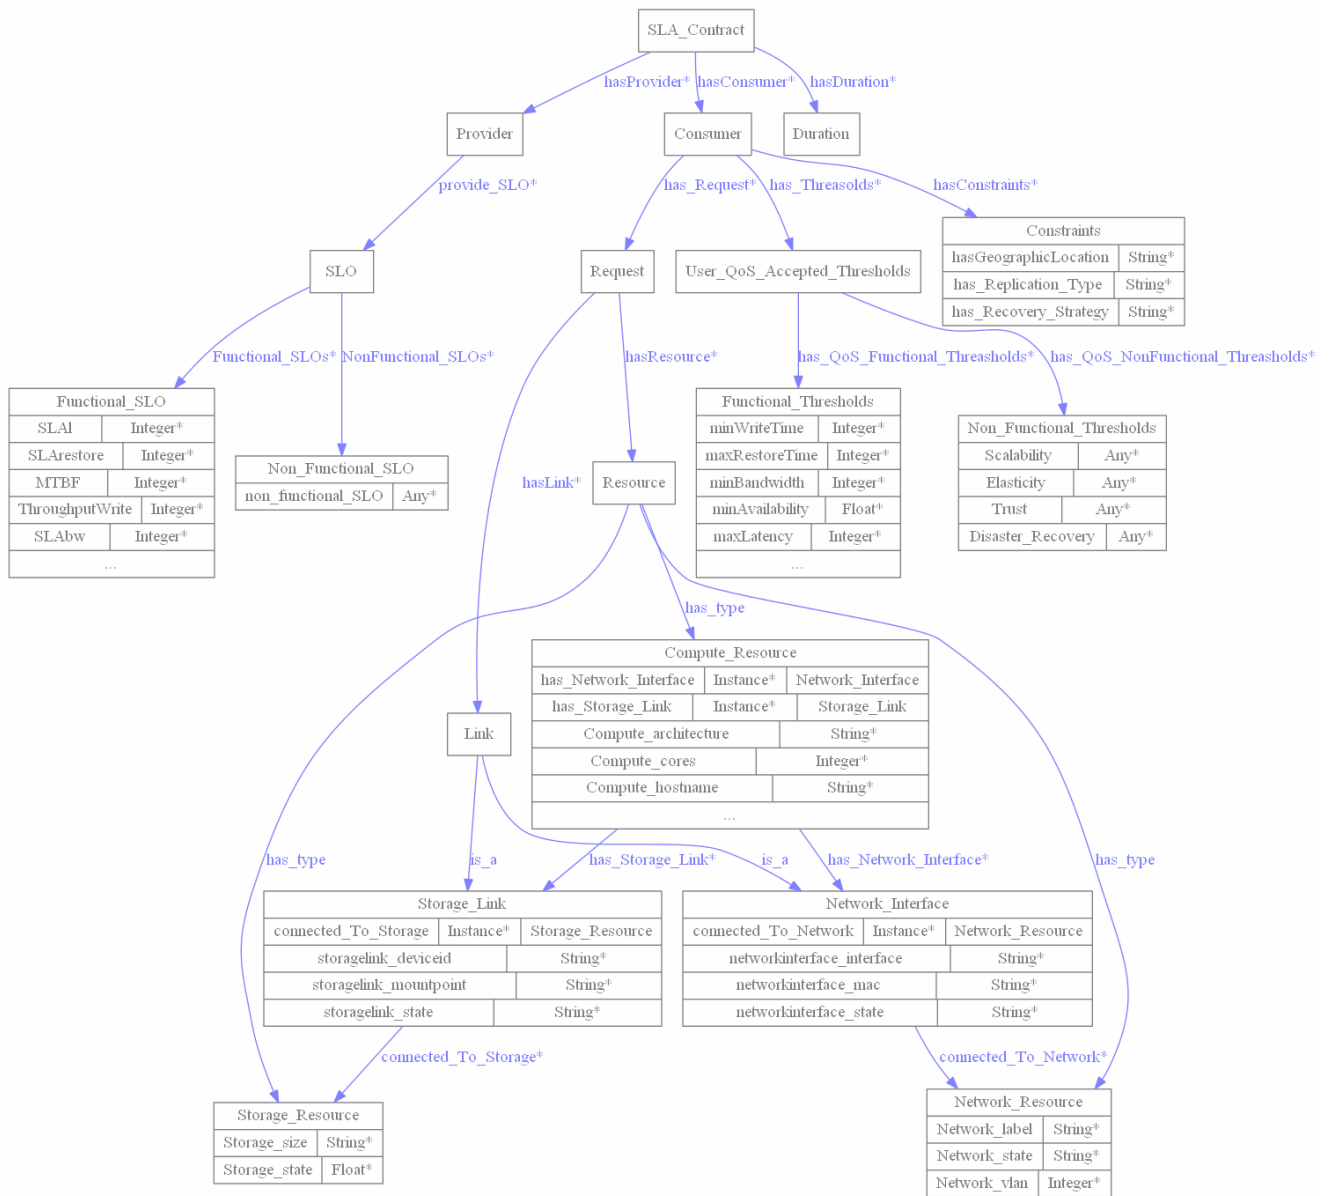 SLA_Contract
hasProvider* hasConsumer* hasDuration*
Provider Consumer Duration
provide_SLO* has_Request* has_Threasolds* hasConstraints*
SLO Request User_QoS_Accepted_Thresholds
Constraints
hasGeographicLocation String*
has_Replication_Type String*
has_Recovery_Strategy String*
Functional_SLOs* NonFunctional_SLOs* hasResource* has_QoS_Functional_Threasholds* has_QoS_NonFunctional_Threasholds*
Functional_SLO
SLAl Integer*
SLArestore Integer*
MTBF Integer*
ThroughputWrite Integer*
SLAbw Integer*
...
Non_Functional_SLO
non_functional_SLO Any*
hasLink*
Resource
Functional_Thresholds
minWriteTime Integer*
maxRestoreTime Integer*
minBandwidth Integer*
minAvailability Float*
maxLatency Integer*
...
Non_Functional_Thresholds
Scalability Any*
Elasticity Any*
Trust Any*
Disaster_Recovery Any*
has_type
Link
Compute_Resource
has_Network_Interface Instance* Network_Interface
has_Storage_Link Instance* Storage_Link
Compute_architecture String*
Compute_cores Integer*
Compute_hostname String*
...
has_type is_a has_Storage_Link* is_a has_Network_Interface* has_type
Storage_Link
connected_To_Storage Instance* Storage_Resource
storagelink_deviceid String*
storagelink_mountpoint String*
storagelink_state String*
Network_Interface
connected_To_Network Instance* Network_Resource
networkinterface_interface String*
networkinterface_mac String*
networkinterface_state String*
connected_To_Storage* connected_To_Network*
Storage_Resource
Storage_size String*
Storage_state Float*
Network_Resource
Network_label String*
Network_state String*
Network_vlan Integer*